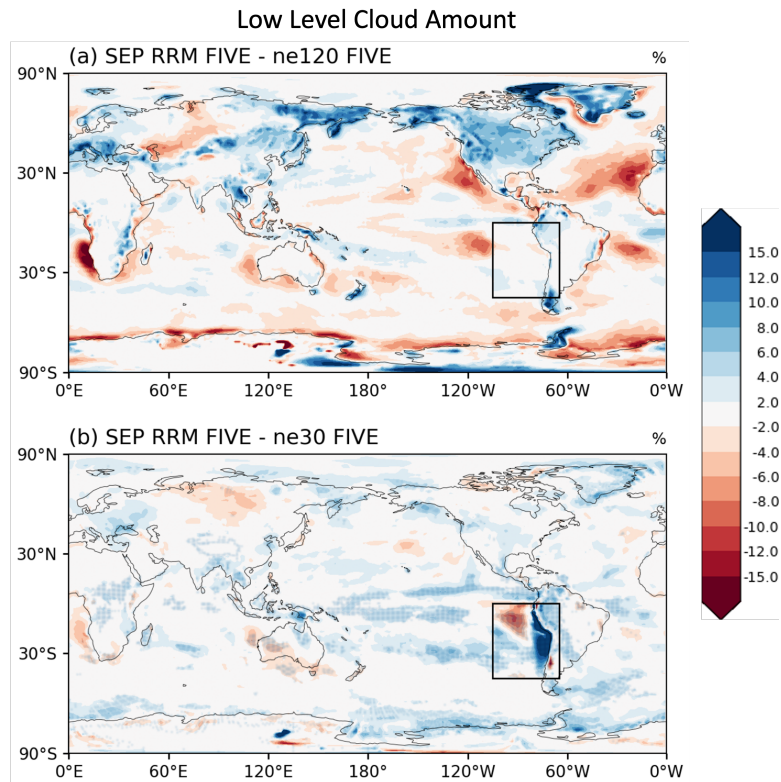 Low Level Cloud Amount
(a) SEP RRM FIVE - ne120 FIVE %
90°N
30°N
30°S
90°S
0°E 60°E 120°E 180° 120°W 60°W 0°W
(b) SEP RRM FIVE - ne30 FIVE %
90°N
30°N
30°S
90°S
0°E 60°E 120°E 180° 120°W 60°W 0°W
15.0
12.0
10.0
8.0
6.0
4.0
2.0
-2.0
-4.0
-6.0
-8.0
-10.0
-12.0
-15.0